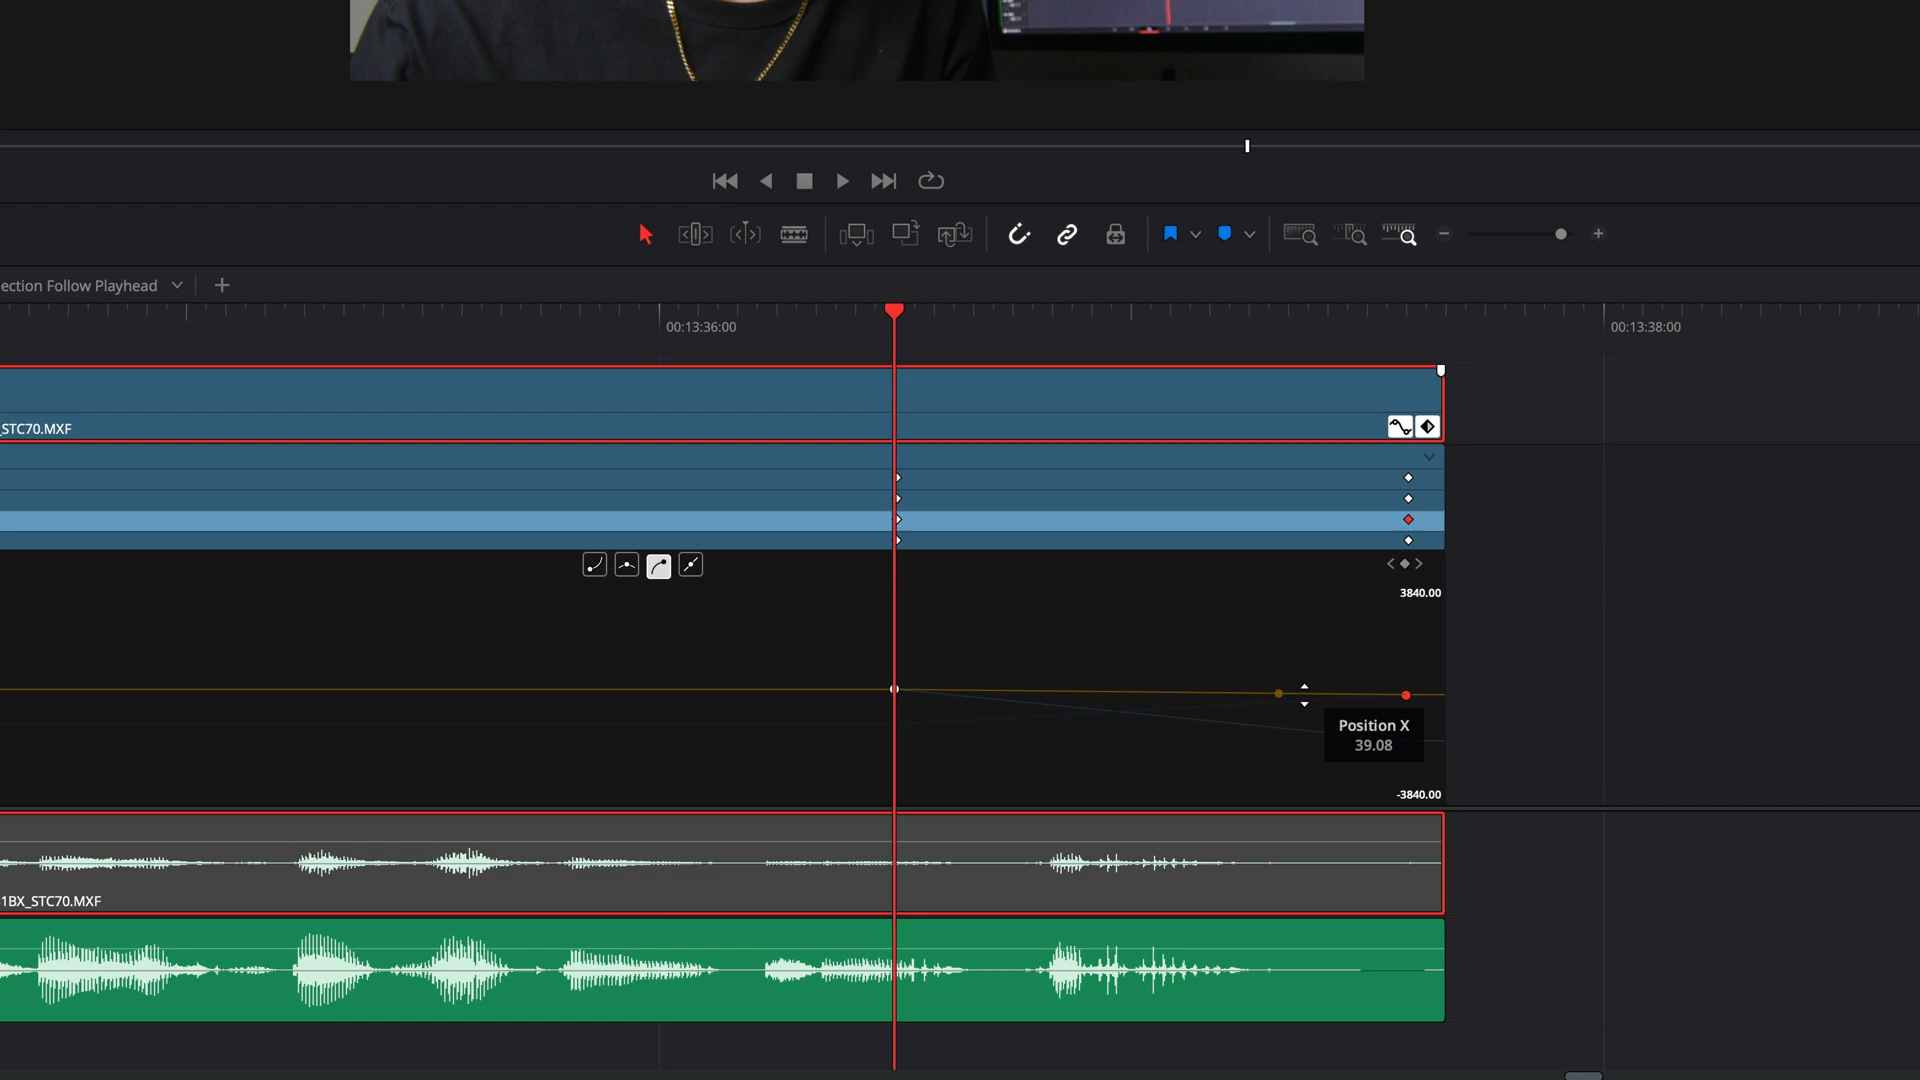 ection Follow Playhead
00:13:36:00
00:13:38:00
_STC70.MXF
3840.00
Position X
39.08
-3840.00
1BX_STC70.MXF